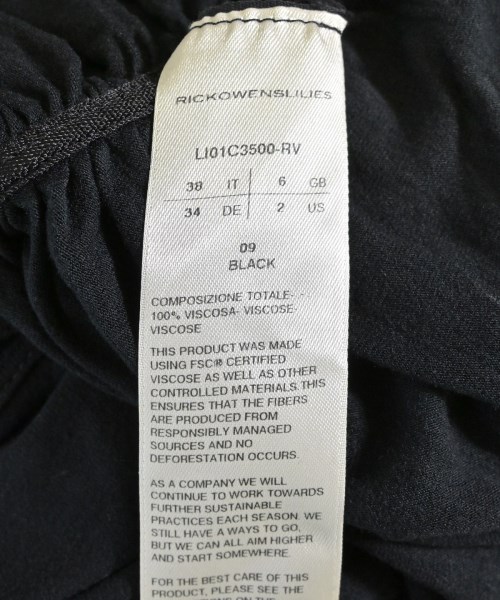 RICKOWENSLILIES
LI01C3500-RV
38 IT 6 GB
34 DE 2 US
09
BLACK
COMPOSIZIONE TOTALE- - -
100% VISCOSA- VISCOSE-
VISCOSE
THIS PRODUCT WAS MADE
USING FSC® CERTIFIED
VISCOSE AS WELL AS OTHER
CONTROLLED MATERIALS. THIS
ENSURES THAT THE FIBERS
ARE PRODUCED FROM
RESPONSIBLY MANAGED
SOURCES AND NO
DEFORESTATION OCCURS.
AS A COMPANY WE WILL
CONTINUE TO WORK TOWARDS
FURTHER SUSTAINABLE
PRACTICES EACH SEASON. WE
STILL HAVE A WAYS TO GO,
BUT WE CAN ALL AIM HIGHER
AND START SOMEWHERE.
FOR THE BEST CARE OF THIS
PRODUCT, PLEASE SEE THE